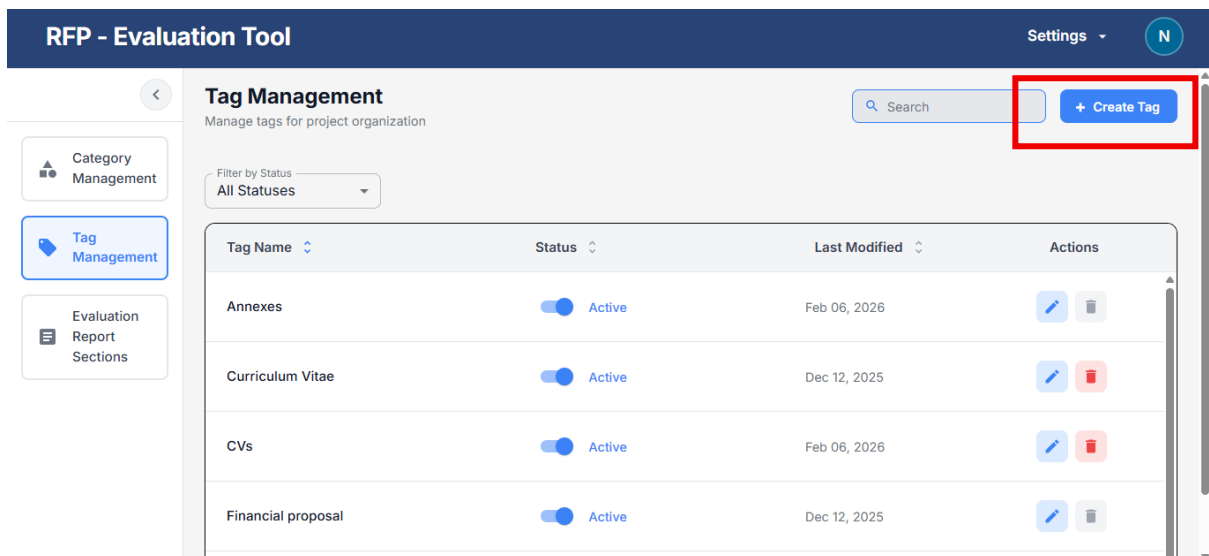 RFP - Evaluation Tool
Settings
N
Category
Management
Tag
Management
Evaluation
Report
Sections
Tag Management
Manage tags for project organization
Search
+ Create Tag
Filter by Status
All Statuses
Tag Name Status Last Modified Actions
Annexes Active Feb 06, 2026
Curriculum Vitae Active Dec 12, 2025
CVs Active Feb 06, 2026
Financial proposal Active Dec 12, 2025